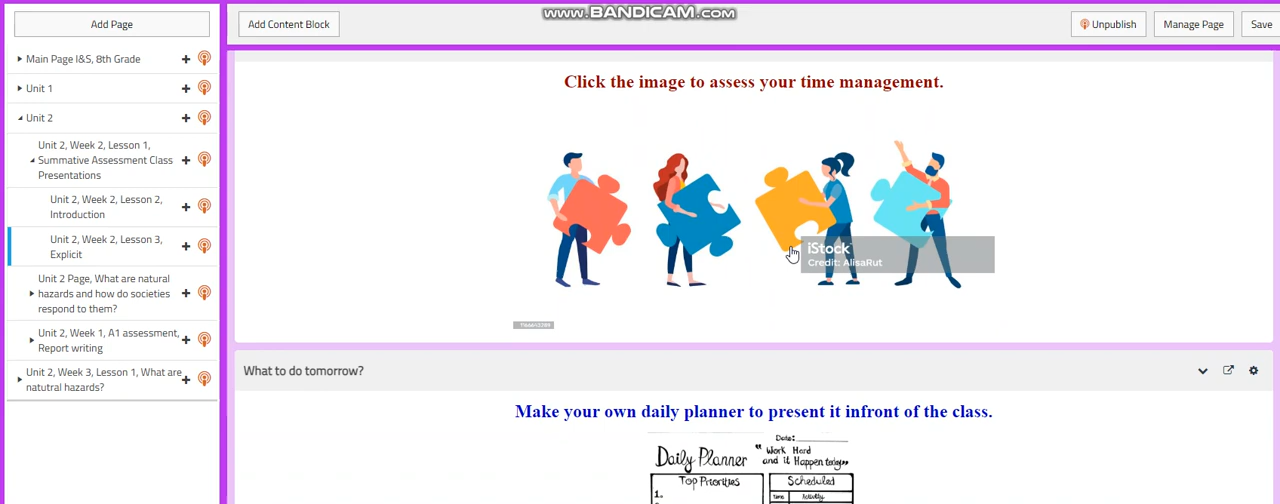 www.BANDICAM.com
Add Page
Add Content Block
Unpublish
Manage Page
Save
Main Page I&S, 8th Grade
Unit 1
Unit 2
Unit 2, Week 2, Lesson 1,
Summative Assessment Class
Presentations
Unit 2, Week 2, Lesson 2,
Introduction
Unit 2, Week 2, Lesson 3,
Explicit
Unit 2 Page, What are natural
hazards and how do societies
respond to them?
Unit 2, Week 1, A1 assessment,
Report writing
Unit 2, Week 3, Lesson 1, What are
natutral hazards?
Click the image to assess your time management.
iStock
Credit: AlisaRut
What to do tomorrow?
Make your own daily planner to present it infront of the class.
Date:
Daily Planner
"Work Hard
and it Happen today"
Top Priorities
Scheduled
1.
Time
Activity